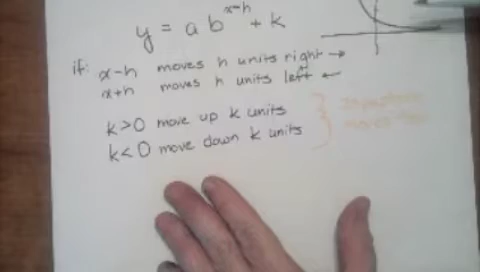 y = a b^(x-h) + k
if: x-h moves h units right →
x+h moves h units left ←
k>0 move up k units
k<0 move down k units